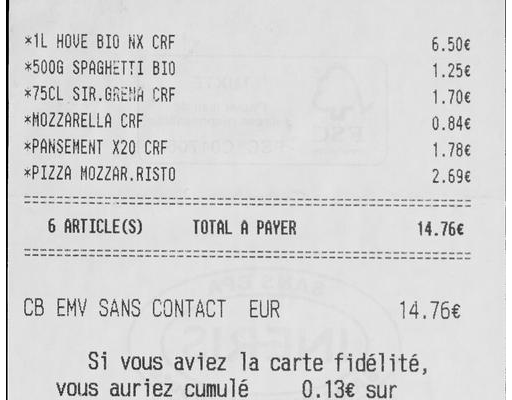 *1L HOVE BIO NX CRF 6.50€
*500G SPAGHETTI BIO 1.25€
*75CL SIR.GRENA CRF 1.70€
*MOZZARELLA CRF 0.84€
*PANSEMENT X20 CRF 1.78€
*PIZZA MOZZAR.RISTO 2.69€
6 ARTICLE(S) TOTAL A PAYER 14.76€
CB EMV SANS CONTACT EUR 14.76€
Si vous aviez la carte fidélité,
vous auriez cumulé 0.13€ sur